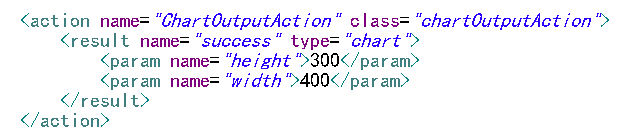 <action name="ChartOutputAction" class="chartOutputAction">
<result name="success" type="chart">
<param name="height">300</param>
<param name="width">400</param>
</result>
</action>